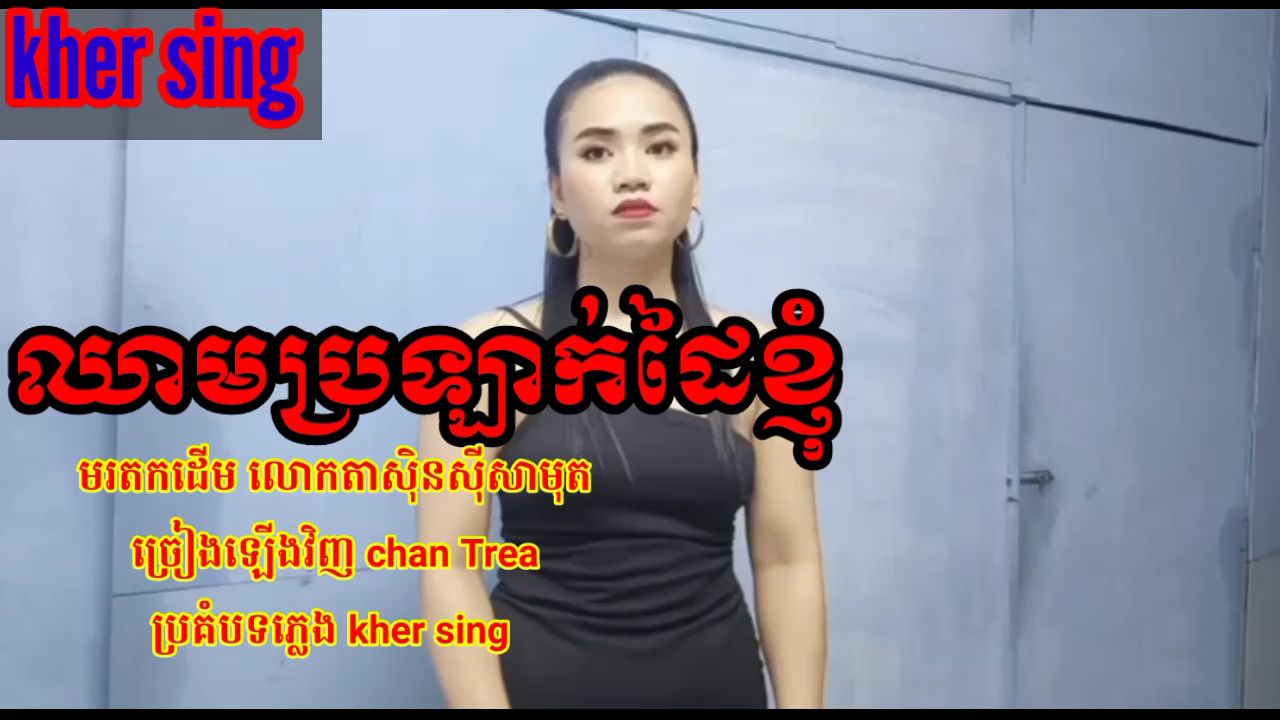 kher sing
ឈាមប្រឡាក់ដៃខ្ញុំ
មរតកដើម លោកតាស៊ិនស៊ីសាមុត
ច្រៀងឡើងវិញ chan Trea
ប្រគំបទភ្លេង kher sing